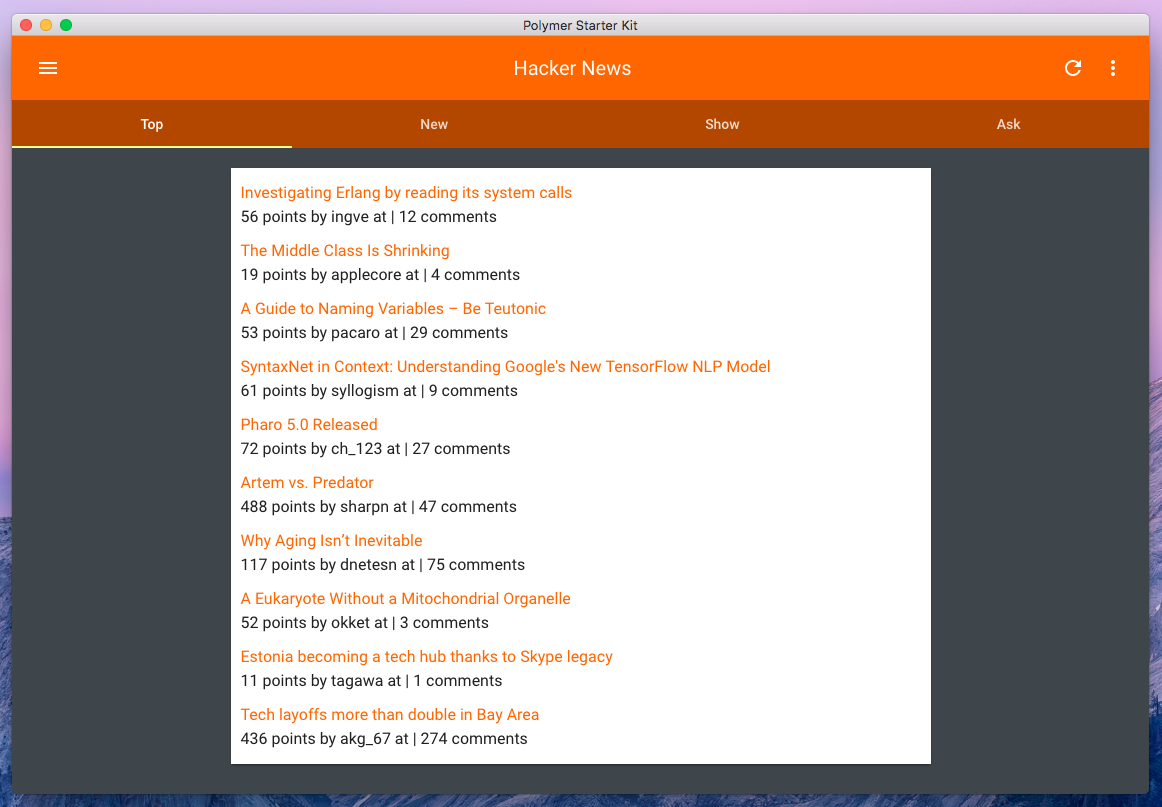 Polymer Starter Kit
Hacker News
Top New Show Ask
Investigating Erlang by reading its system calls
56 points by ingve at | 12 comments
The Middle Class Is Shrinking
19 points by applecore at | 4 comments
A Guide to Naming Variables – Be Teutonic
53 points by pacaro at | 29 comments
SyntaxNet in Context: Understanding Google's New TensorFlow NLP Model
61 points by syllogism at | 9 comments
Pharo 5.0 Released
72 points by ch_123 at | 27 comments
Artem vs. Predator
488 points by sharpn at | 47 comments
Why Aging Isn’t Inevitable
117 points by dnetesn at | 75 comments
A Eukaryote Without a Mitochondrial Organelle
52 points by okket at | 3 comments
Estonia becoming a tech hub thanks to Skype legacy
11 points by tagawa at | 1 comments
Tech layoffs more than double in Bay Area
436 points by akg_67 at | 274 comments